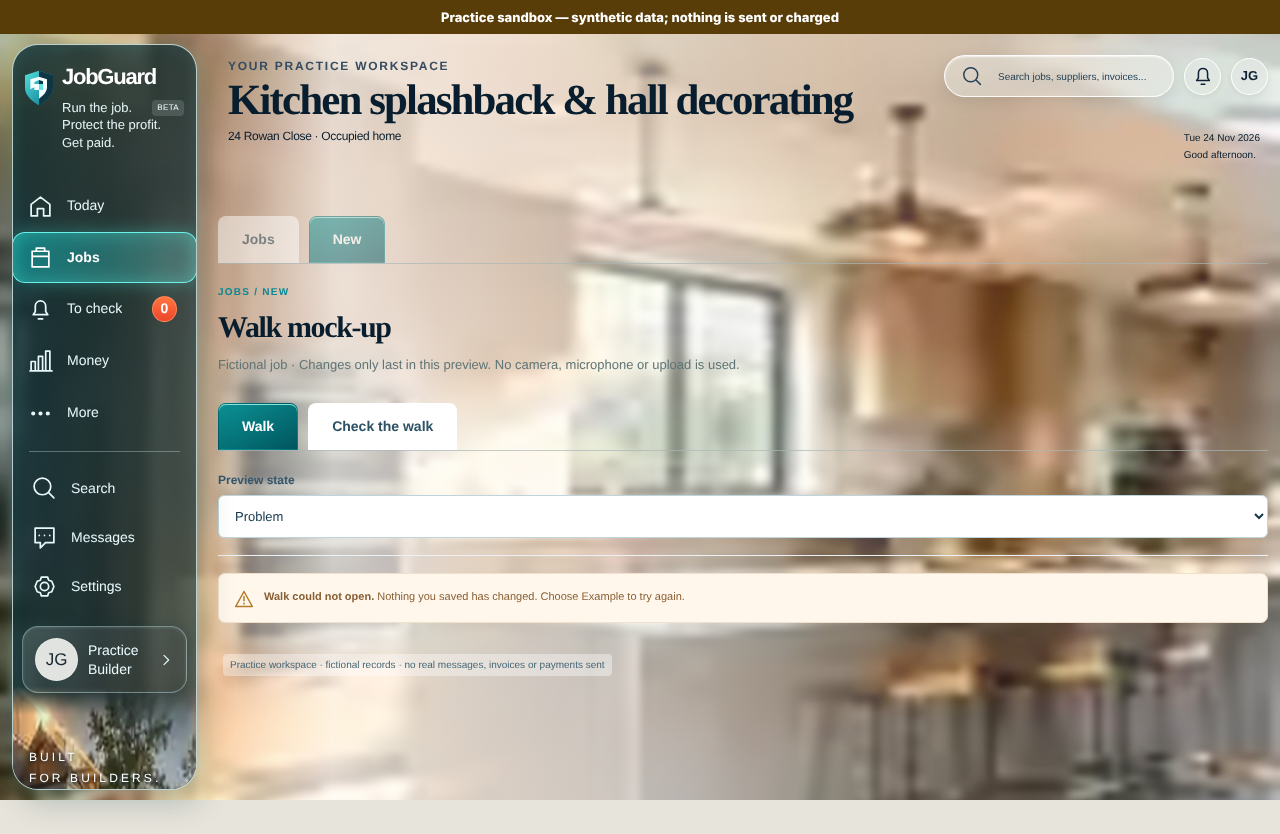 Practice sandbox — synthetic data; nothing is sent or charged
JobGuard
Run the job.
Protect the profit.
Get paid.
BETA
Today
Jobs
To check
0
Money
More
Search
Messages
Settings
JG
Practice
Builder
BUILT
FOR BUILDERS.
YOUR PRACTICE WORKSPACE
Kitchen splashback & hall decorating
24 Rowan Close · Occupied home
Search jobs, suppliers, invoices...
JG
Tue 24 Nov 2026
Good afternoon.
Jobs
New
JOBS / NEW
Walk mock-up
Fictional job · Changes only last in this preview. No camera, microphone or upload is used.
Walk
Check the walk
Preview state
Problem
Walk could not open. Nothing you saved has changed. Choose Example to try again.
Practice workspace · fictional records · no real messages, invoices or payments sent